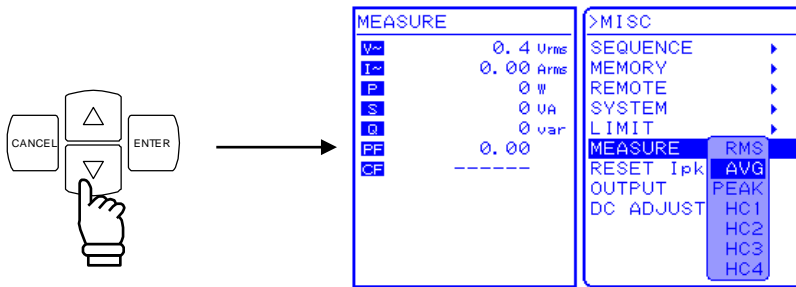 CANCEL
ENTER
MEASURE
V~ 0.4 Vrms
I~ 0.00 Arms
P 0 W
S 0 VA
Q 0 var
PF 0.00
CF ------
>MISC
SEQUENCE
MEMORY
REMOTE
SYSTEM
LIMIT
MEASURE RMS
RESET Ipk AVG
OUTPUT PEAK
DC ADJUST HC1
HC2
HC3
HC4